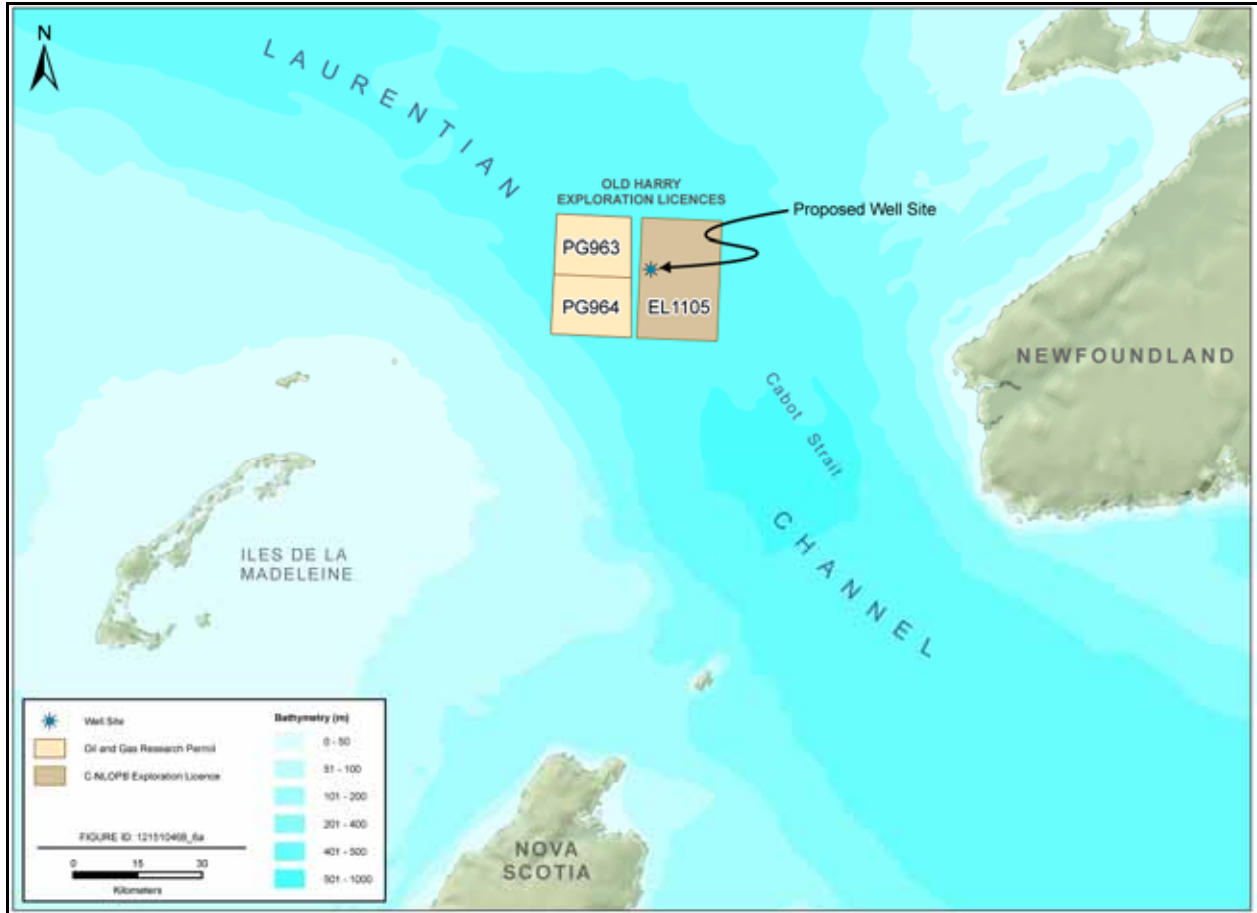 N
LAURENTIAN
OLD HARRY
EXPLORATION LICENCES
Proposed Well Site
PG963
PG964
EL1105
NEWFOUNDLAND
Cabot Strait
CHANNEL
ILES DE LA
MADELEINE
NOVA
SCOTIA
Well Site
Oil and Gas Research Permit
C-NLOPB Exploration Licence
FIGURE ID: 121510468_6a
0 15 30
Kilometers
Bathymetry (m)
0 - 50
51 - 100
101 - 200
201 - 400
401 - 500
501 - 1000